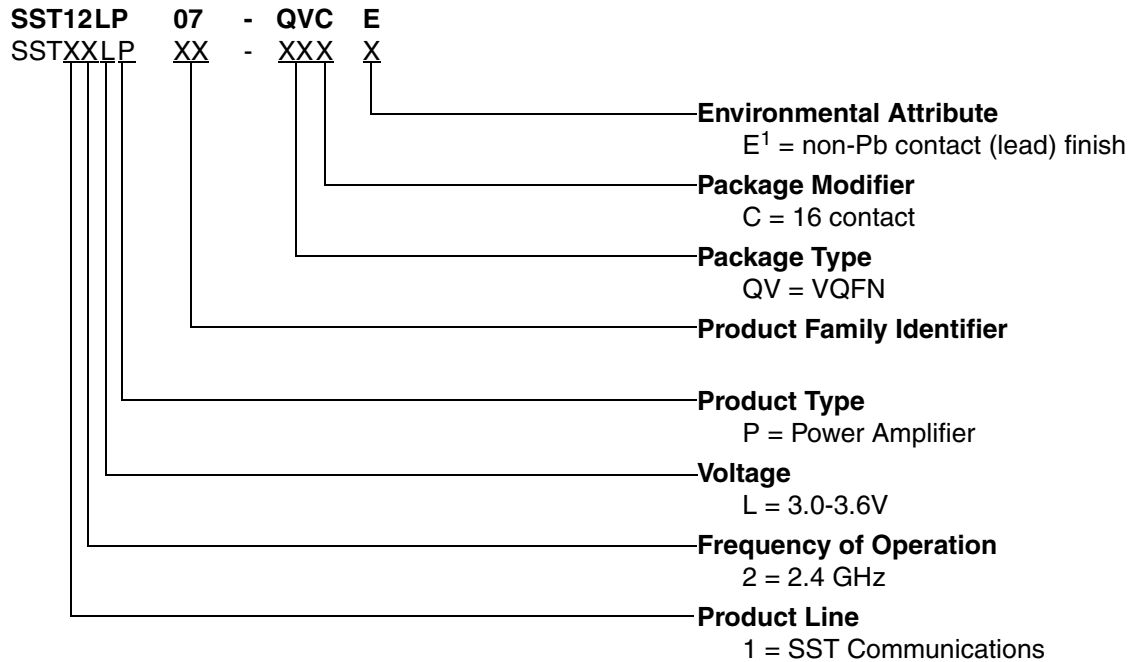 SST12LP 07 - QVC E
SSTXXLP XX - XXX X
Environmental Attribute
E1 = non-Pb contact (lead) finish
Package Modifier
C = 16 contact
Package Type
QV = VQFN
Product Family Identifier
Product Type
P = Power Amplifier
Voltage
L = 3.0-3.6V
Frequency of Operation
2 = 2.4 GHz
Product Line
1 = SST Communications